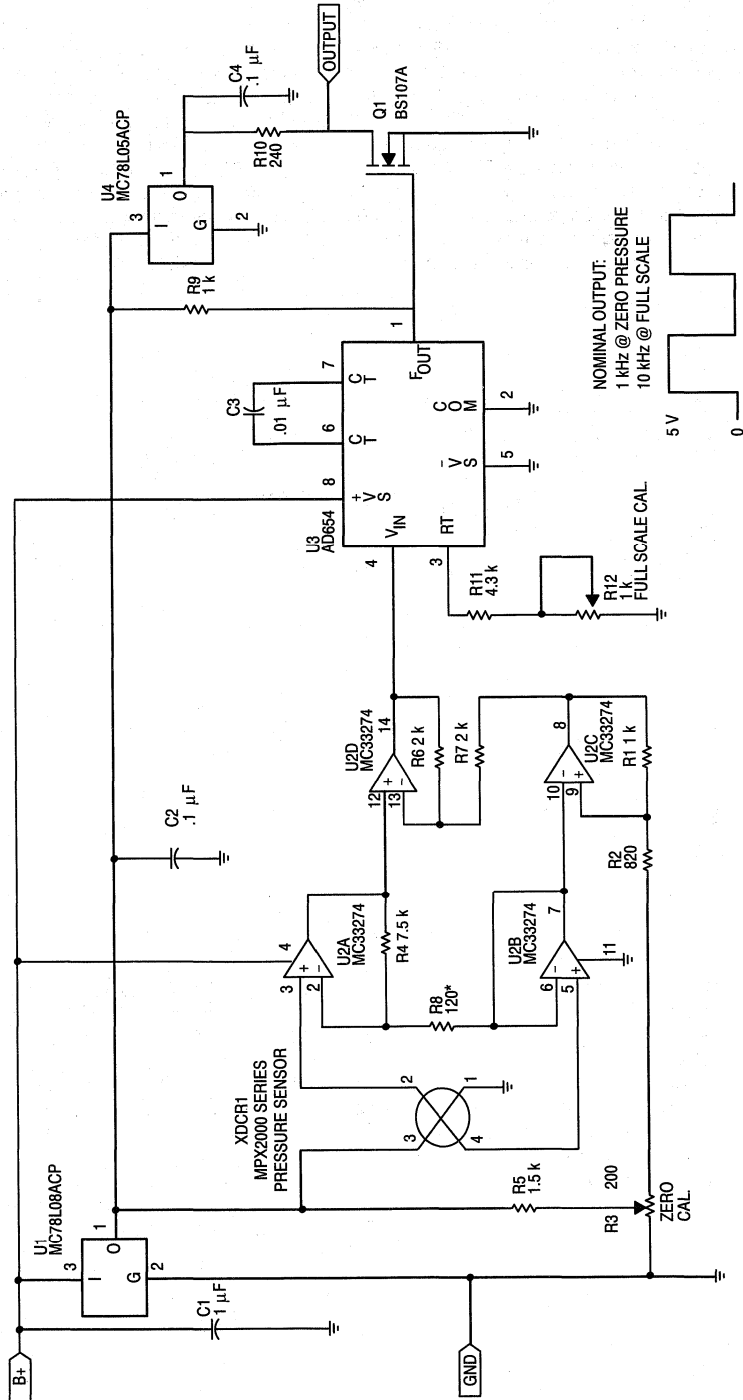 B+
C1
1 µF
GND
U1
MC78L08ACP
3
I
O
1
G
2
XDCR1
MPX2000 SERIES
PRESSURE SENSOR
3
2
4
1
R5
1.5 k
R3
200
ZERO
CAL.
3
2
+
-
4
U2A
MC33274
R4 7.5 k
R8
120*
6
5
-
+
7
U2B
MC33274
11
C2
.1 µF
R2
820
12
13
+
-
14
U2D
MC33274
R6 2 k
R7 2 k
10
9
-
+
8
U2C
MC33274
R1 1 k
U3
AD654
8
+
V
S
6
C
T
7
C
T
C3
.01 µF
4
VIN
3
RT
FOUT
1
-
V
S
5
C
O
M
2
R11
4.3 k
R12
1 k
FULL SCALE CAL.
R9
1 k
U4
MC78L05ACP
3
I
O
1
G
2
C4
.1 µF
R10
240
OUTPUT
Q1
BS107A
NOMINAL OUTPUT:
1 kHz @ ZERO PRESSURE
10 kHz @ FULL SCALE
5 V
0